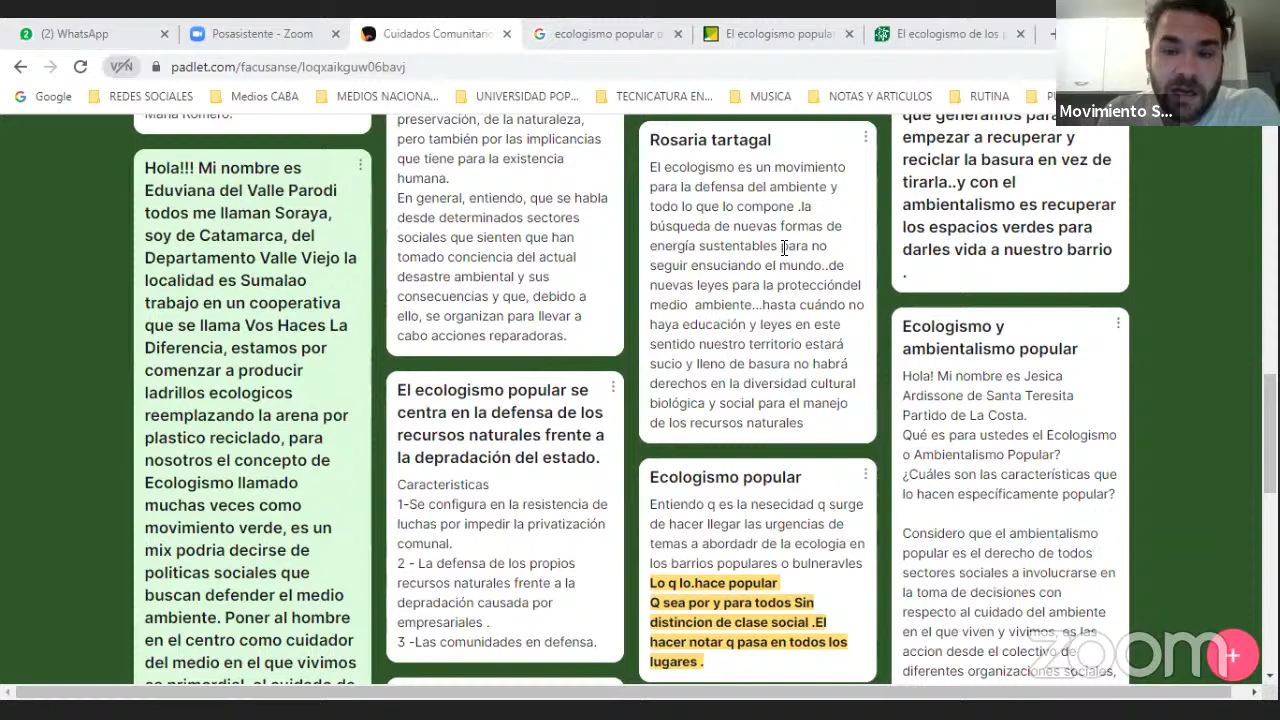 (2) WhatsApp
Posasistente - Zoom
Cuidados Comunitario
ecologismo popular o
El ecologismo popular
El ecologismo de los
padlet.com/facusanse/loqxaikguw06bavj
Google
REDES SOCIALES
Medios CABA
MEDIOS NACIONA...
UNIVERSIDAD POP...
TECNICATURA EN...
MUSICA
NOTAS Y ARTICULOS
RUTINA
Movimiento S...
Maria Romero.
Hola!!! Mi nombre es
Eduviana del Valle Parodi
todos me llaman Soraya,
soy de Catamarca, del
Departamento Valle Viejo la
localidad es Sumalao
trabajo en un cooperativa
que se llama Vos Haces La
Diferencia, estamos por
comenzar a producir
ladrillos ecologicos
reemplazando la arena por
plastico reciclado, para
nosotros el concepto de
Ecologismo llamado
muchas veces como
movimiento verde, es un
mix podria decirse de
politicas sociales que
buscan defender el medio
ambiente. Poner al hombre
en el centro como cuidador
del medio en el que vivimos
es primordial, el cuidado
preservación, de la naturaleza,
pero también por las implicancias
que tiene para la existencia
humana.
En general, entiendo, que se habla
desde determinados sectores
sociales que sienten que han
tomado conciencia del actual
desastre ambiental y sus
consecuencias y que, debido a
ello, se organizan para llevar a
cabo acciones reparadoras.
El ecologismo popular se
centra en la defensa de los
recursos naturales frente a
la depradación del estado.
Caracteristicas
1-Se configura en la resistencia de
luchas por impedir la privatización
comunal.
2 - La defensa de los propios
recursos naturales frente a la
depradación causada por
empresariales .
3 -Las comunidades en defensa.
Rosaria tartagal
El ecologismo es un movimiento
para la defensa del ambiente y
todo lo que lo compone .la
búsqueda de nuevas formas de
energía sustentables para no
seguir ensuciando el mundo..de
nuevas leyes para la proteccióndel
medio ambiente...hasta cuándo no
haya educación y leyes en este
sentido nuestro territorio estará
sucio y lleno de basura no habrá
derechos en la diversidad cultural
biológica y social para el manejo
de los recursos naturales
Ecologismo popular
Entiendo q es la nesecidad q surge
de hacer llegar las urgencias de
temas a abordadr de la ecologia en
los barrios populares o bulneravles
Lo q lo.hace popular
Q sea por y para todos Sin
distincion de clase social .El
hacer notar q pasa en todos los
lugares .
que generamos para
empezar a recuperar y
reciclar la basura en vez de
tirarla..y con el
ambientalismo es recuperar
los espacios verdes para
darles vida a nuestro barrio
.
Ecologismo y
ambientalismo popular
Hola! Mi nombre es Jesica
Ardissone de Santa Teresita
Partido de La Costa.
Qué es para ustedes el Ecologismo
o Ambientalismo Popular?
¿Cuáles son las características que
lo hacen específicamente popular?
Considero que el ambientalismo
popular es el derecho de todos
sectores sociales a involucrarse en
la toma de decisiones con
respecto al cuidado del ambiente
en el que viven y vivimos, es las
accion desde el colectivo de
diferentes organizaciones sociales,
zoom